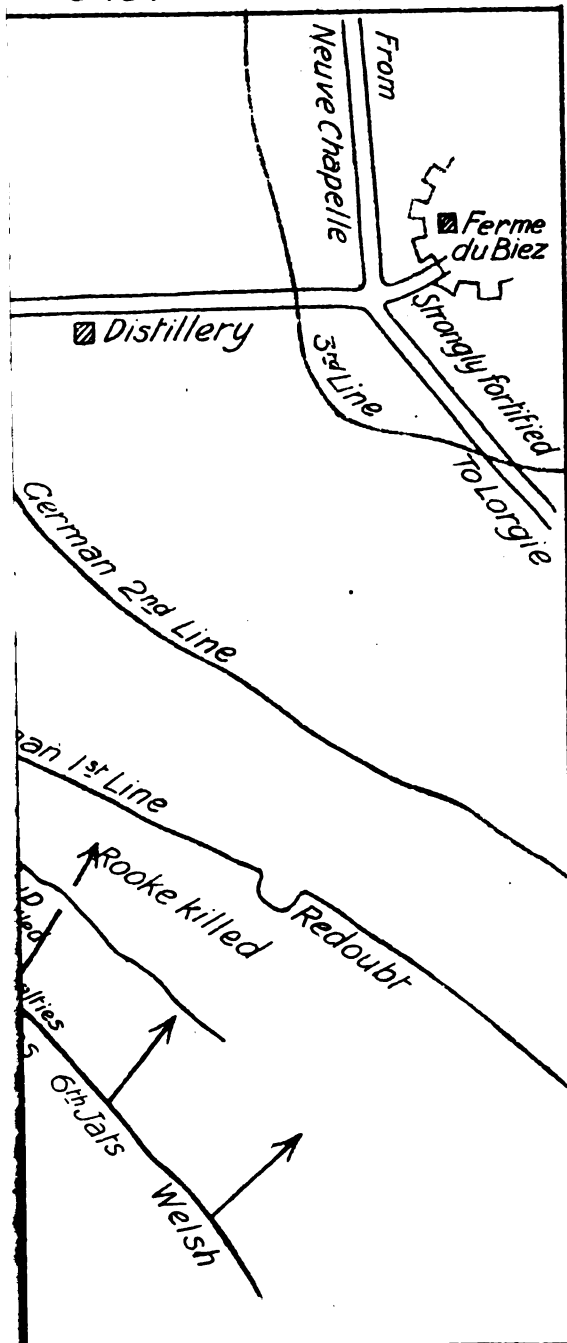 From
Neuve Chapelle
Ferme
du Biez
Distillery
3rd Line
Strongly fortified
To Lorgie
German 2nd Line
1st Line
Rooke killed
Redoubt
6th Jats
Welsh